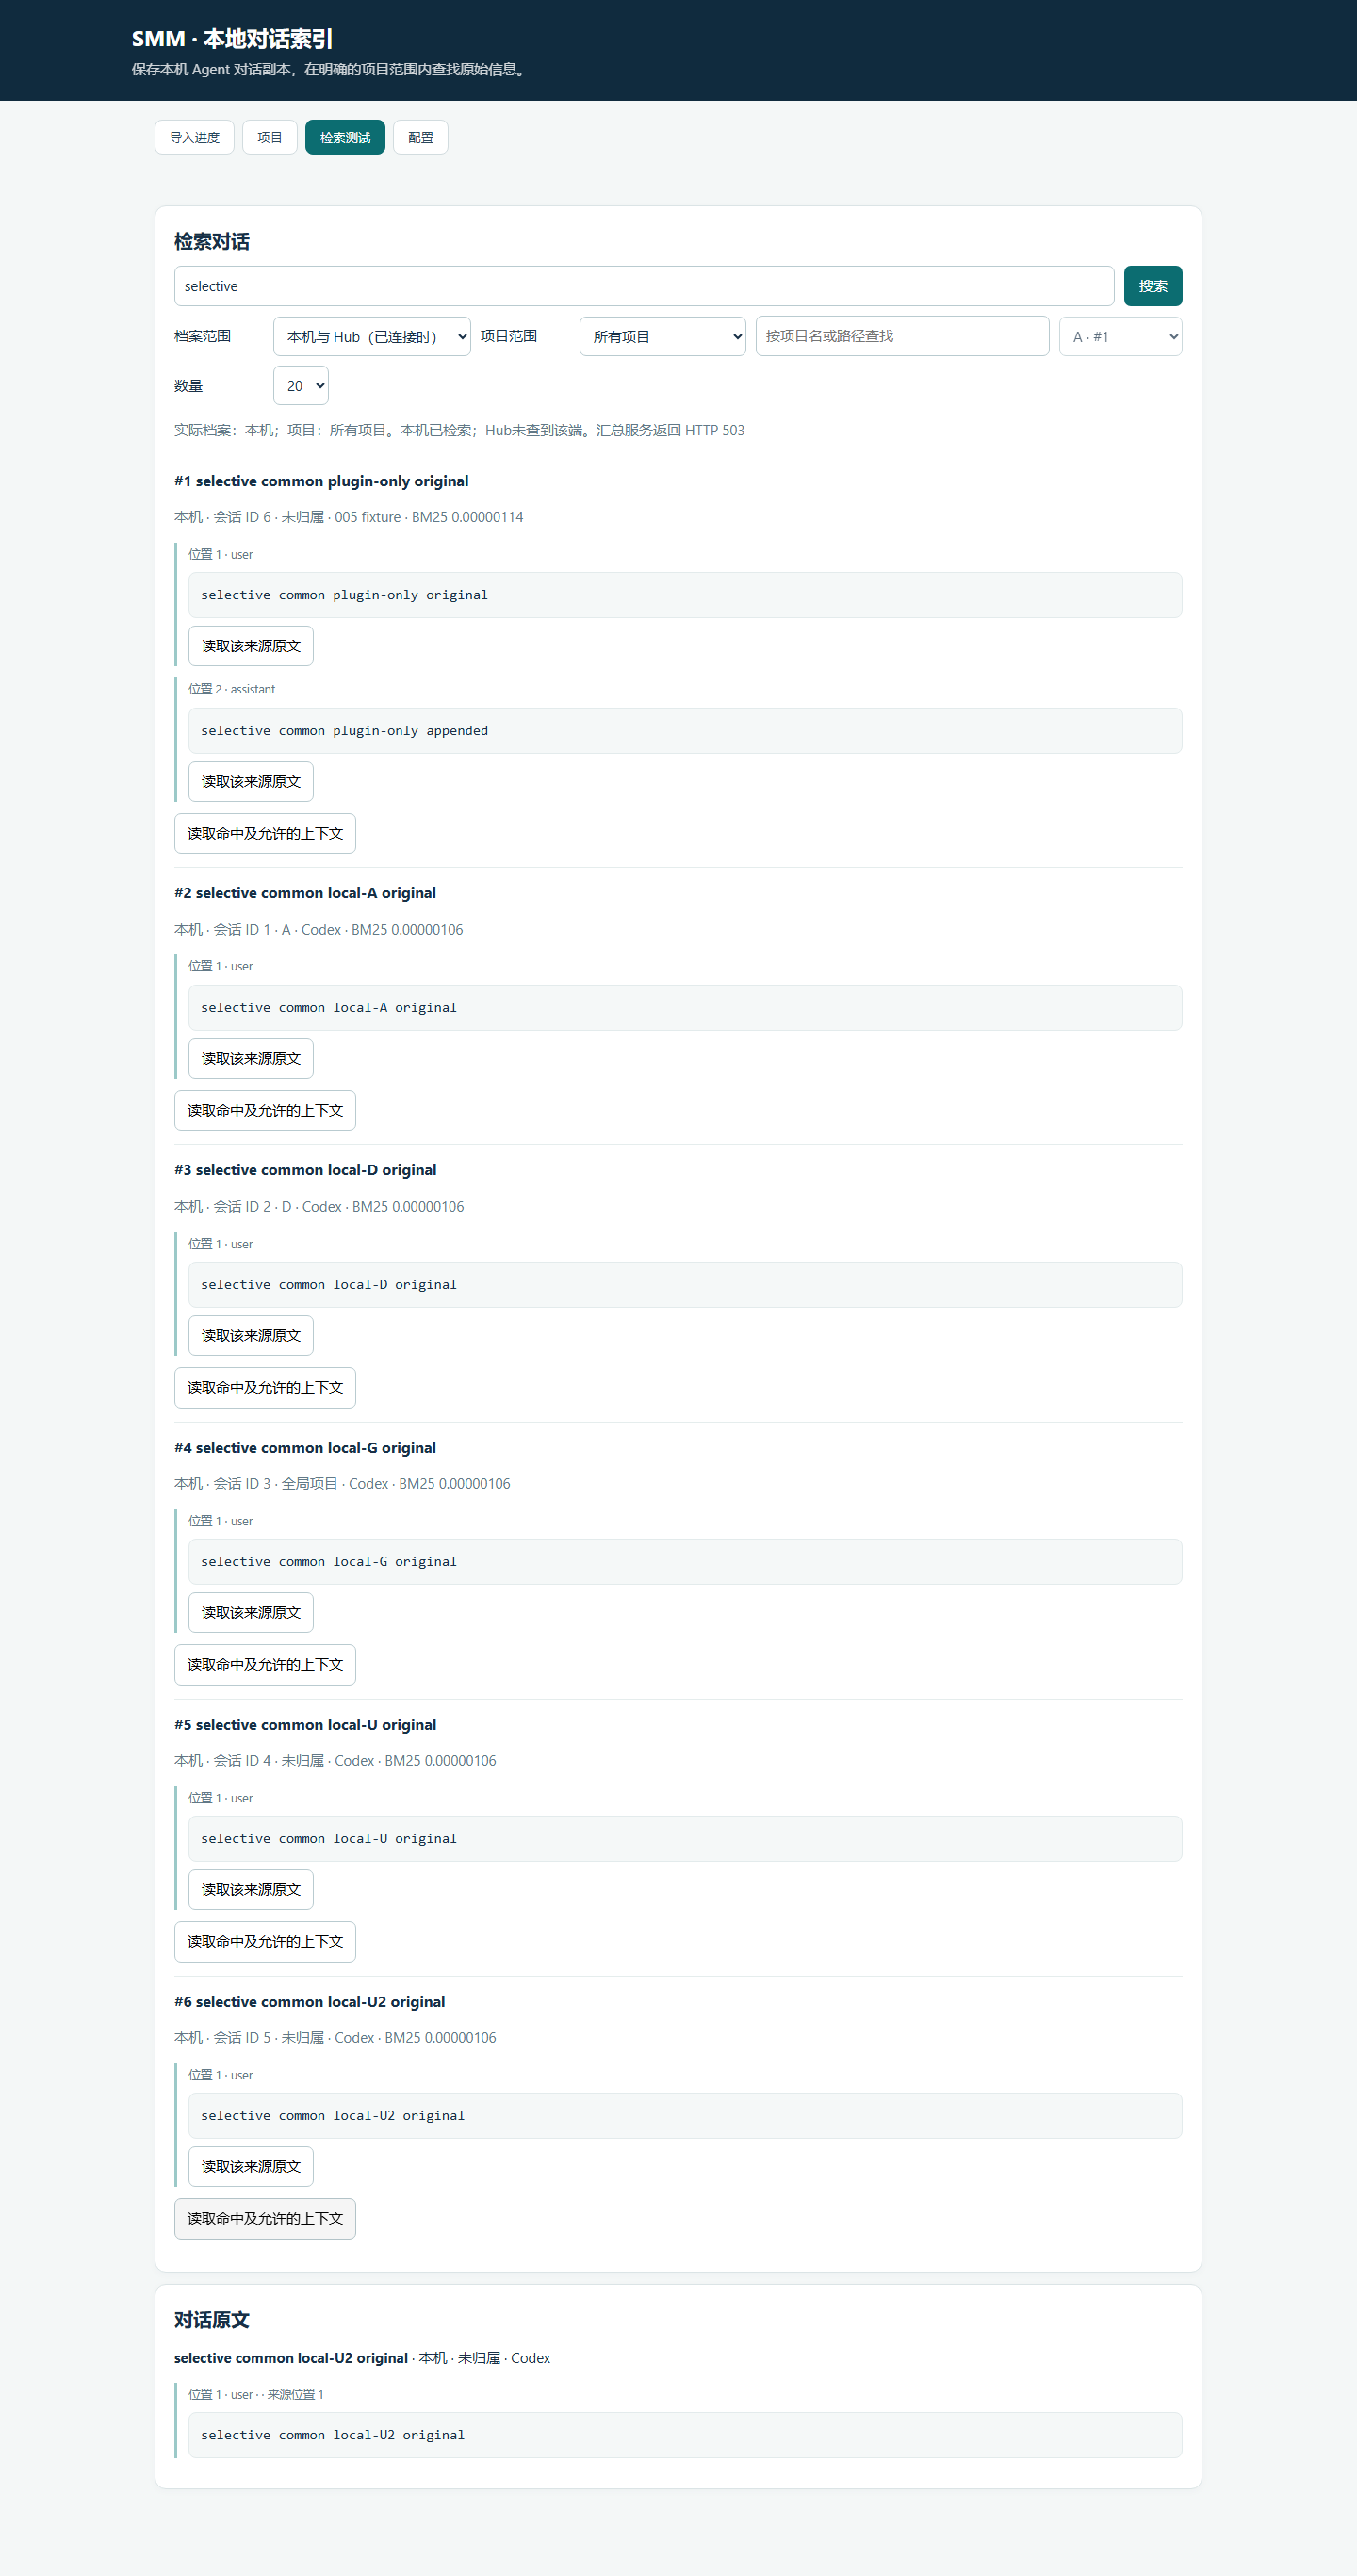 SMM · 本地对话索引
保存本机 Agent 对话副本，在明确的项目范围内查找原始信息。
导入进度 项目 检索测试 配置
检索对话
selective 搜索
档案范围 本机与 Hub（已连接时） 项目范围 所有项目 按项目名或路径查找 A · #1
数量 20
实际档案：本机；项目：所有项目。本机已检索；Hub未查到该端。汇总服务返回 HTTP 503
#1 selective common plugin-only original
本机 · 会话 ID 6 · 未归属 · 005 fixture · BM25 0.00000114
位置 1 · user
selective common plugin-only original
读取该来源原文
位置 2 · assistant
selective common plugin-only appended
读取该来源原文
读取命中及允许的上下文
#2 selective common local-A original
本机 · 会话 ID 1 · A · Codex · BM25 0.00000106
位置 1 · user
selective common local-A original
读取该来源原文
读取命中及允许的上下文
#3 selective common local-D original
本机 · 会话 ID 2 · D · Codex · BM25 0.00000106
位置 1 · user
selective common local-D original
读取该来源原文
读取命中及允许的上下文
#4 selective common local-G original
本机 · 会话 ID 3 · 全局项目 · Codex · BM25 0.00000106
位置 1 · user
selective common local-G original
读取该来源原文
读取命中及允许的上下文
#5 selective common local-U original
本机 · 会话 ID 4 · 未归属 · Codex · BM25 0.00000106
位置 1 · user
selective common local-U original
读取该来源原文
读取命中及允许的上下文
#6 selective common local-U2 original
本机 · 会话 ID 5 · 未归属 · Codex · BM25 0.00000106
位置 1 · user
selective common local-U2 original
读取该来源原文
读取命中及允许的上下文
对话原文
selective common local-U2 original · 本机 · 未归属 · Codex
位置 1 · user · · 来源位置 1
selective common local-U2 original